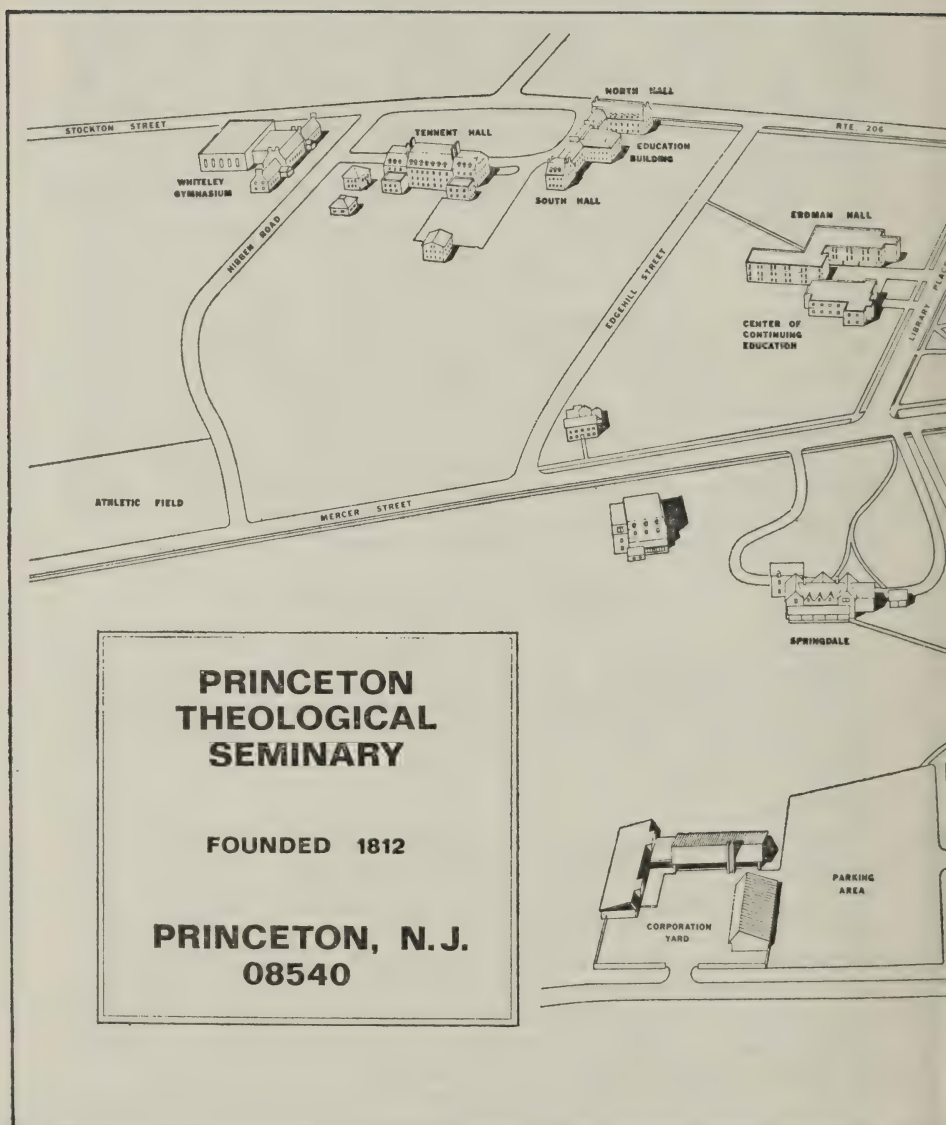 NORTH HALL
STOCKTON STREET
RTE. 206
TENNENT HALL
EDUCATION
BUILDING
WHITELEY
GYMNASIUM
SOUTH HALL
ERDMAN HALL
HIBBEN ROAD
EDGEHILL STREET
LIBRARY PLACE
CENTER OF
CONTINUING
EDUCATION
ATHLETIC FIELD
MERCER STREET
SPRINGDALE
PRINCETON
THEOLOGICAL
SEMINARY
FOUNDED 1812
PRINCETON, N.J.
08540
PARKING
AREA
CORPORATION
YARD